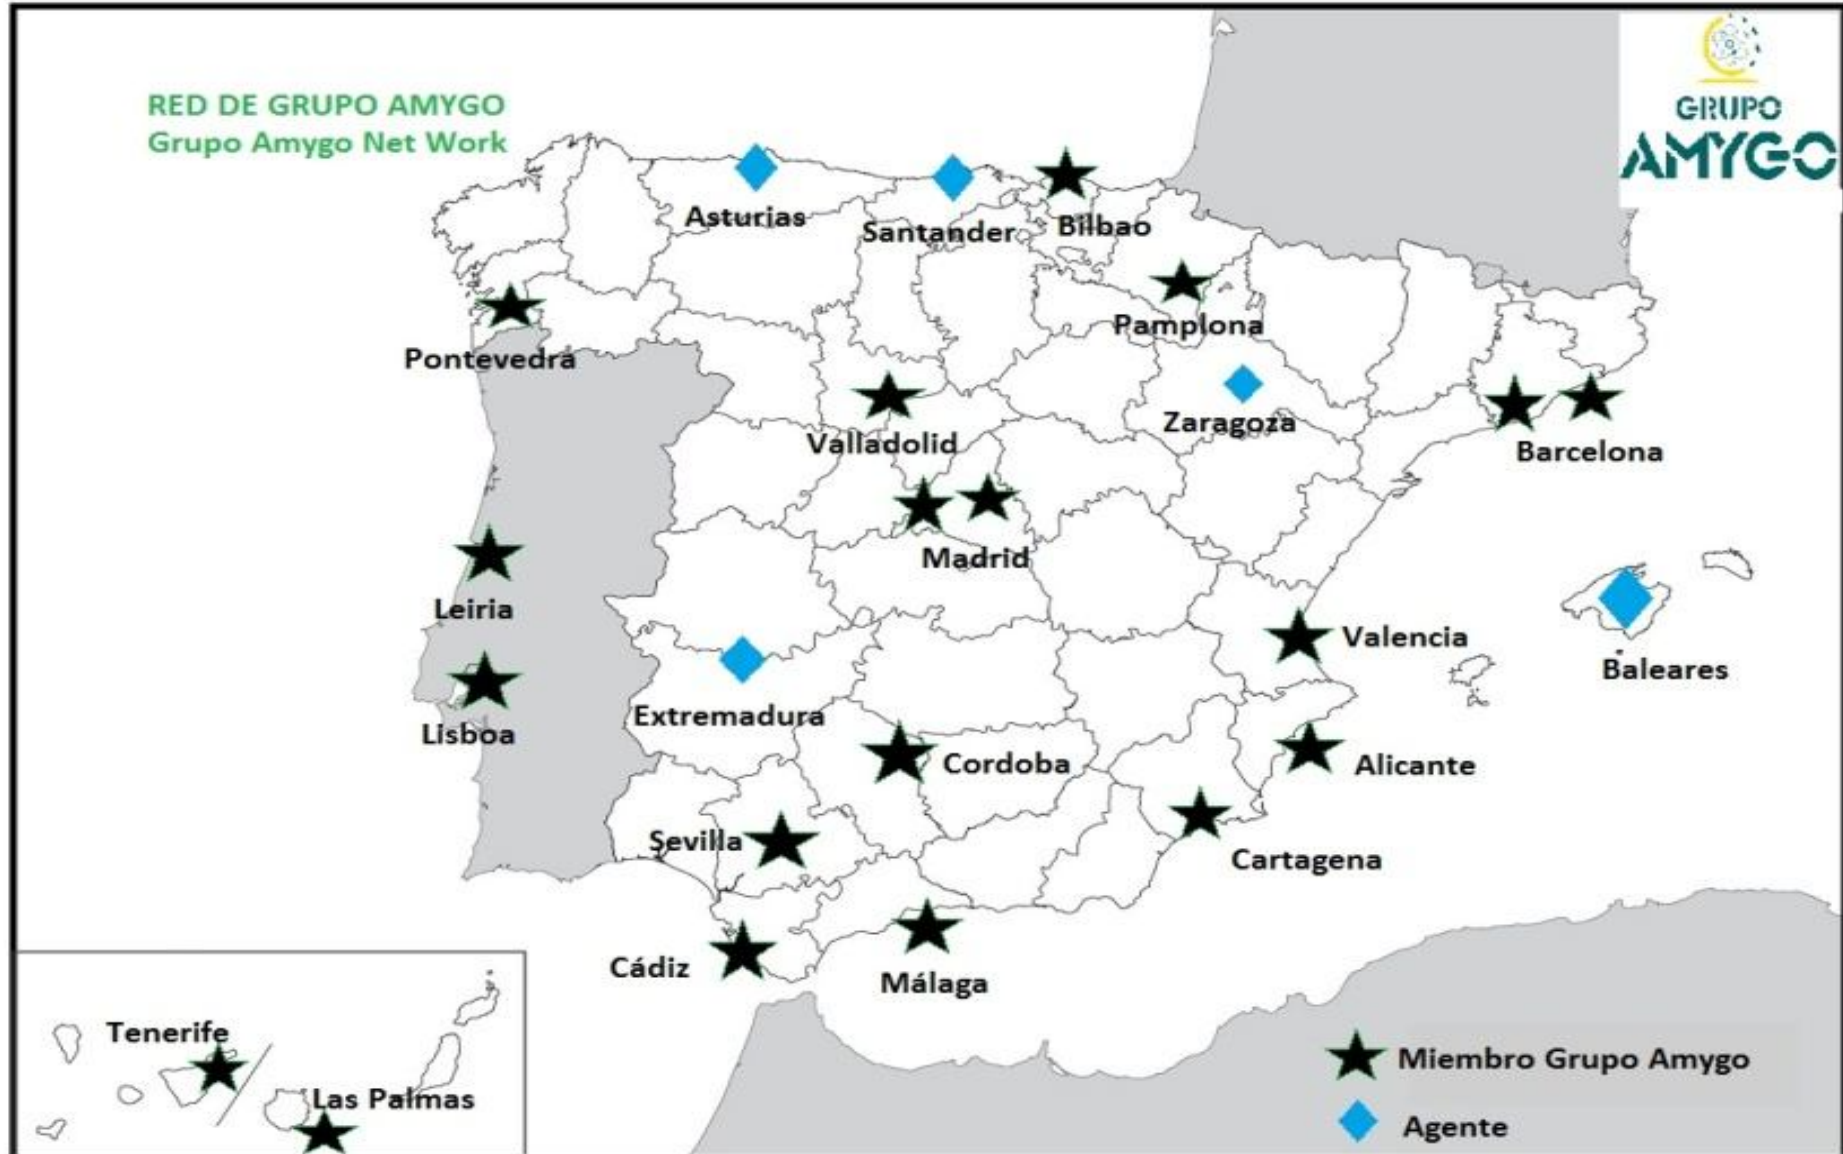 RED DE GRUPO AMYGO
Grupo Amygo Net Work
GRUPO
AMYGO
Asturias
Santander
Bilbao
Pamplona
Pontevedra
Zaragoza
Valladolid
Barcelona
Madrid
Leiria
Valencia
Baleares
Extremadura
Lisboa
Cordoba
Alicante
Sevilla
Cartagena
Cádiz
Málaga
Tenerife
Las Palmas
Miembro Grupo Amygo
Agente